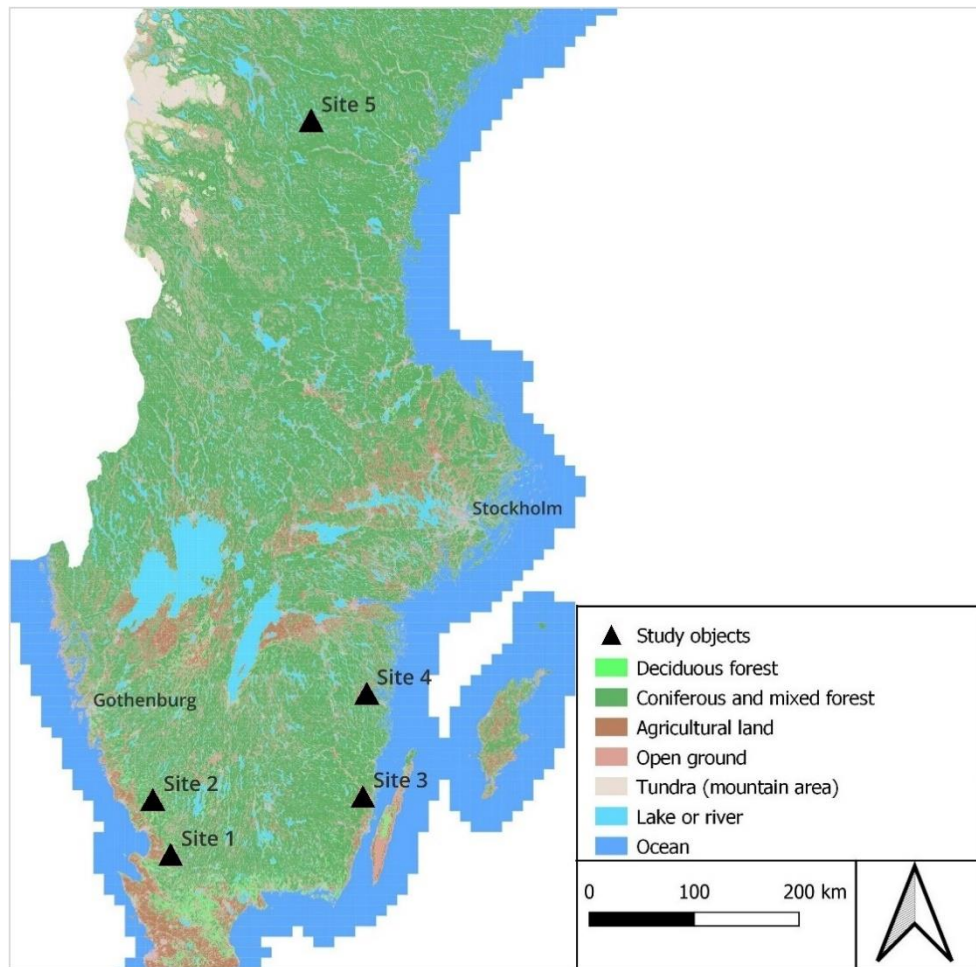 Site 5
Stockholm
Site 4
Gothenburg
Site 3
Site 2
Site 1
Study objects
Deciduous forest
Coniferous and mixed forest
Agricultural land
Open ground
Tundra (mountain area)
Lake or river
Ocean
0 100 200 km